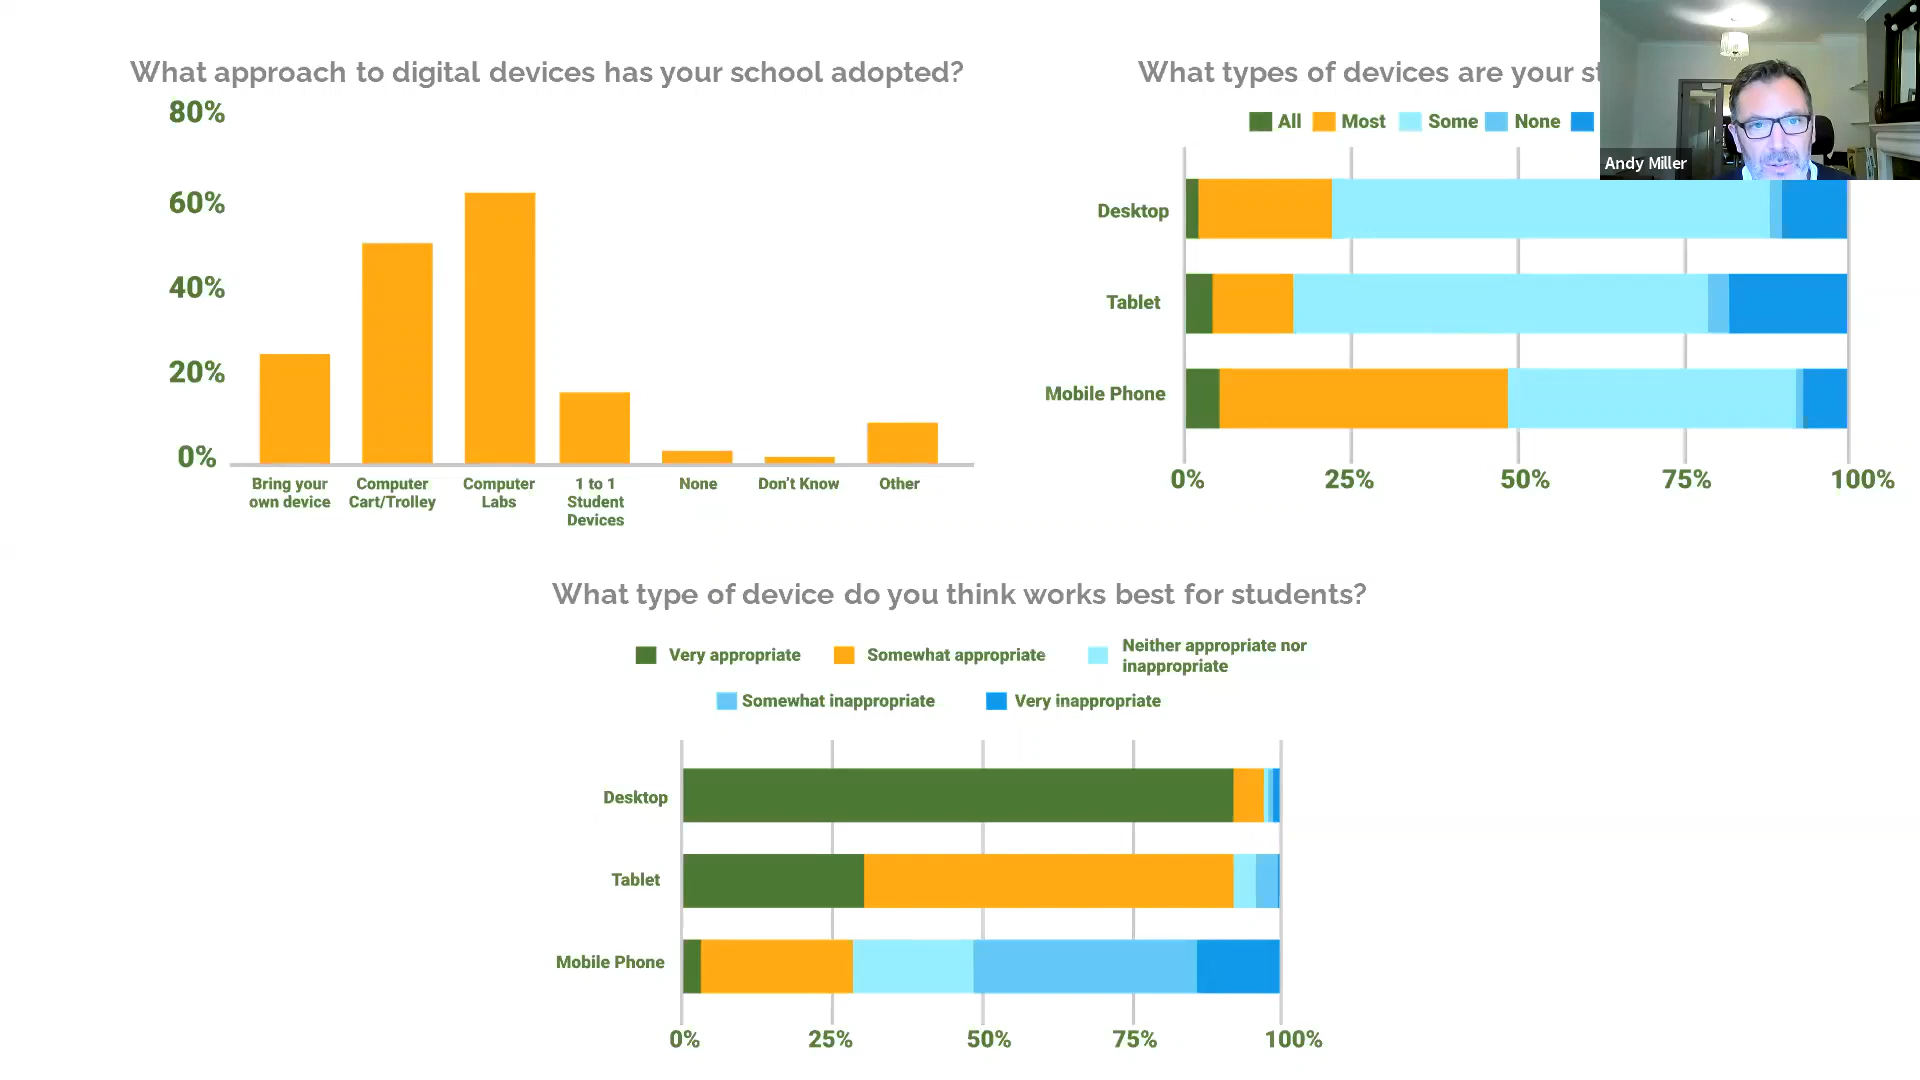 What approach to digital devices has your school adopted?
80%
60%
40%
20%
0%
Bring your
own device
Computer
Cart/Trolley
Computer
Labs
1 to 1
Student
Devices
None
Don't Know
Other
What types of devices are your
All
Most
Some
None
Desktop
Tablet
Mobile Phone
0%
25%
50%
75%
100%
Andy Miller
What type of device do you think works best for students?
Very appropriate
Somewhat appropriate
Neither appropriate nor
inappropriate
Somewhat inappropriate
Very inappropriate
Desktop
Tablet
Mobile Phone
0%
25%
50%
75%
100%